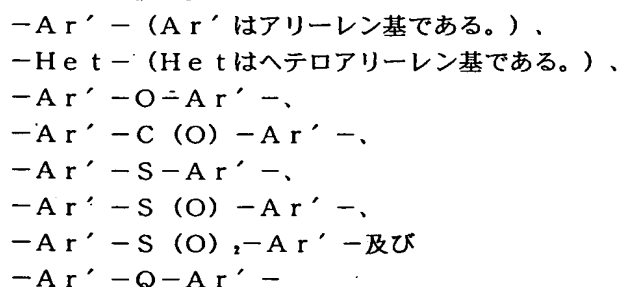 －Ar′－（Ar′はアリーレン基である。）、
－Het－（Hetはヘテロアリーレン基である。）、
－Ar′－O－Ar′－、
－Ar′－C（O）－Ar′－、
－Ar′－S－Ar′－、
－Ar′－S（O）－Ar′－、
－Ar′－S（O）₂－Ar′－及び
－Ar′－Q－Ar′－